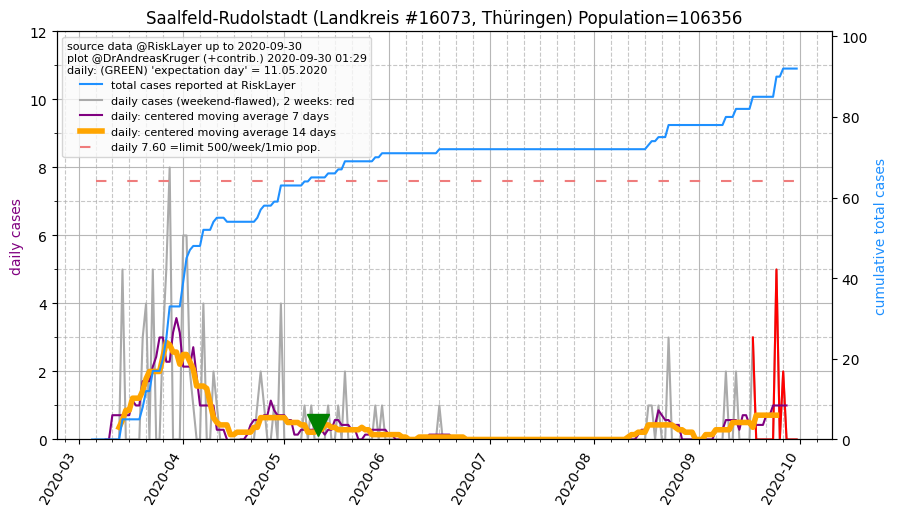 Saalfeld-Rudolstadt (Landkreis #16073, Thüringen) Population=106356
source data @RiskLayer up to 2020-09-30
plot @DrAndreasKruger (+contrib.) 2020-09-30 01:29
daily: (GREEN) 'expectation day' = 11.05.2020
total cases reported at RiskLayer
daily cases (weekend-flawed), 2 weeks: red
daily: centered moving average 7 days
daily: centered moving average 14 days
daily 7.60 =limit 500/week/1mio pop.
daily cases
12
10
8
6
4
2
0
cumulative total cases
100
80
60
40
20
0
2020-03
2020-04
2020-05
2020-06
2020-07
2020-08
2020-09
2020-10